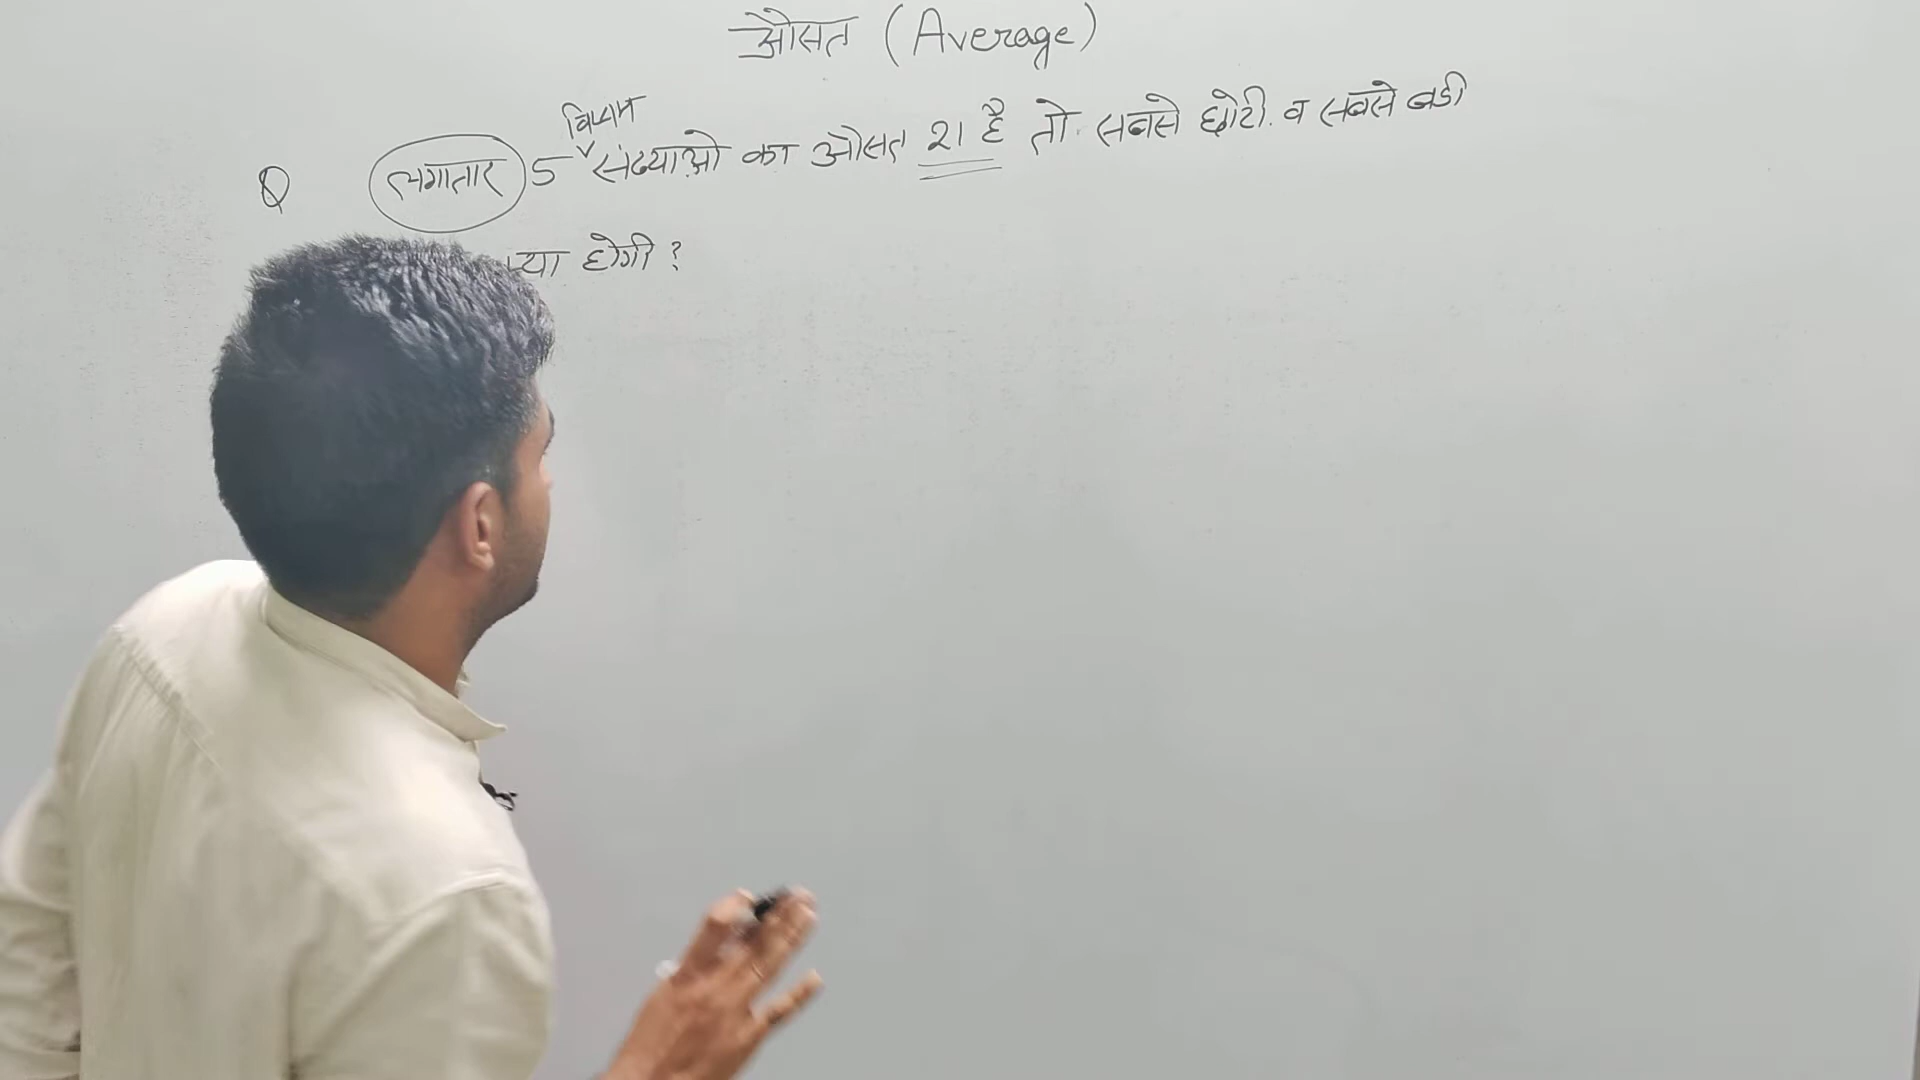 औसत (Average)
विषम
Q लगातार 5 संख्याओ का औसत 21 है तो सबसे छोटी व सबसे बडी
होगी ?